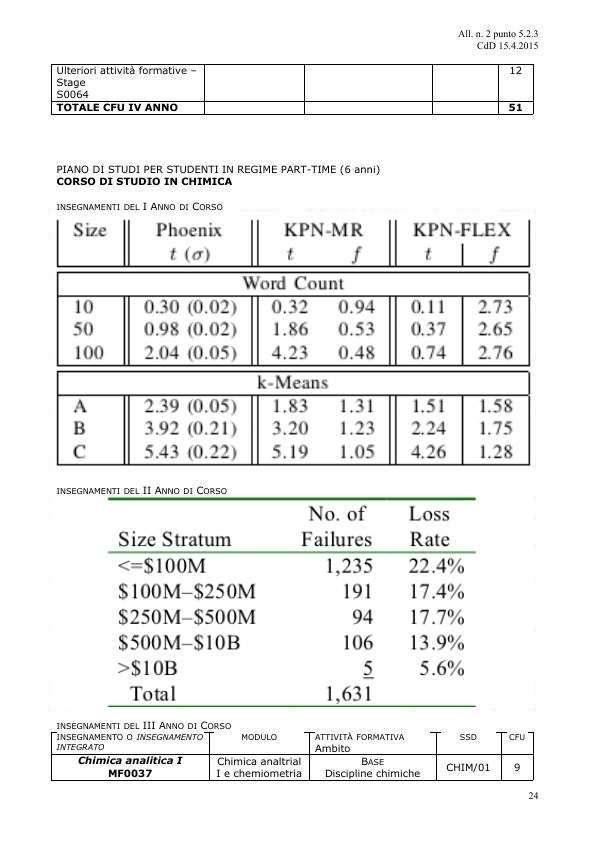 All. n. 2 punto 5.2.3
CdD 15.4.2015
Ulteriori attività formative – 12
Stage
S0064
TOTALE CFU IV ANNO 51
PIANO DI STUDI PER STUDENTI IN REGIME PART-TIME (6 anni)
CORSO DI STUDIO IN CHIMICA
INSEGNAMENTI DEL I ANNO DI CORSO
Size Phoenix KPN-MR KPN-FLEX
t (σ) t f t f
Word Count
10 0.30 (0.02) 0.32 0.94 0.11 2.73
50 0.98 (0.02) 1.86 0.53 0.37 2.65
100 2.04 (0.05) 4.23 0.48 0.74 2.76
k-Means
A 2.39 (0.05) 1.83 1.31 1.51 1.58
B 3.92 (0.21) 3.20 1.23 2.24 1.75
C 5.43 (0.22) 5.19 1.05 4.26 1.28
INSEGNAMENTI DEL II ANNO DI CORSO
No. of Loss
Size Stratum Failures Rate
<=$100M 1,235 22.4%
$100M–$250M 191 17.4%
$250M–$500M 94 17.7%
$500M–$10B 106 13.9%
>$10B 5 5.6%
Total 1,631
INSEGNAMENTI DEL III ANNO DI CORSO
INSEGNAMENTO O INSEGNAMENTO MODULO ATTIVITÀ FORMATIVA SSD CFU
INTEGRATO Ambito
Chimica analitica I Chimica analtrial BASE CHIM/01 9
MF0037 I e chemiometria Discipline chimiche
24